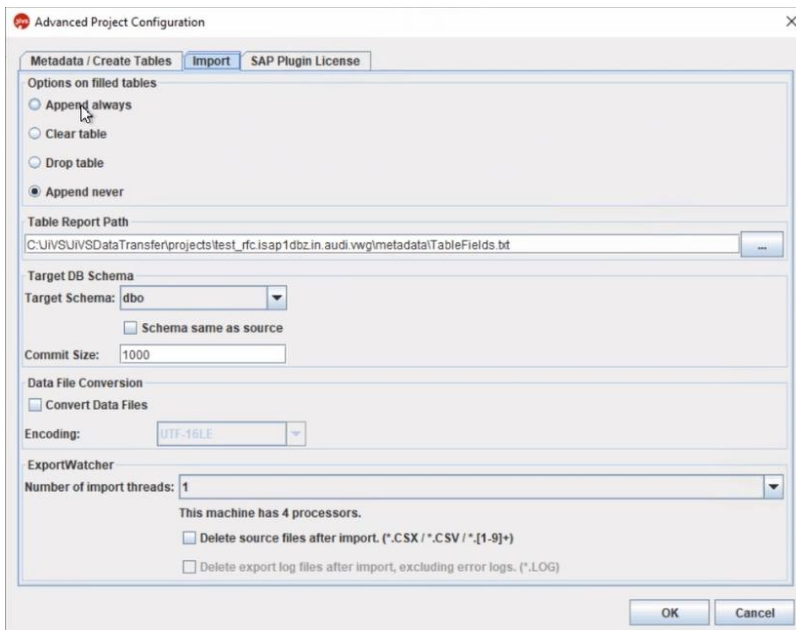 JiVS Advanced Project Configuration
Metadata / Create Tables Import SAP Plugin License
Options on filled tables
Append always
Clear table
Drop table
Append never
Table Report Path
C:\JiVS\JiVSDataTransfer\projects\test_rfc.isap1dbz.in.audi.vwg\metadata\TableFields.txt ...
Target DB Schema
Target Schema: dbo
Schema same as source
Commit Size: 1000
Data File Conversion
Convert Data Files
Encoding: UTF-16LE
ExportWatcher
Number of import threads: 1
This machine has 4 processors.
Delete source files after import. (*.CSX / *.CSV / *.[1-9]+)
Delete export log files after import, excluding error logs. (*.LOG)
OK Cancel